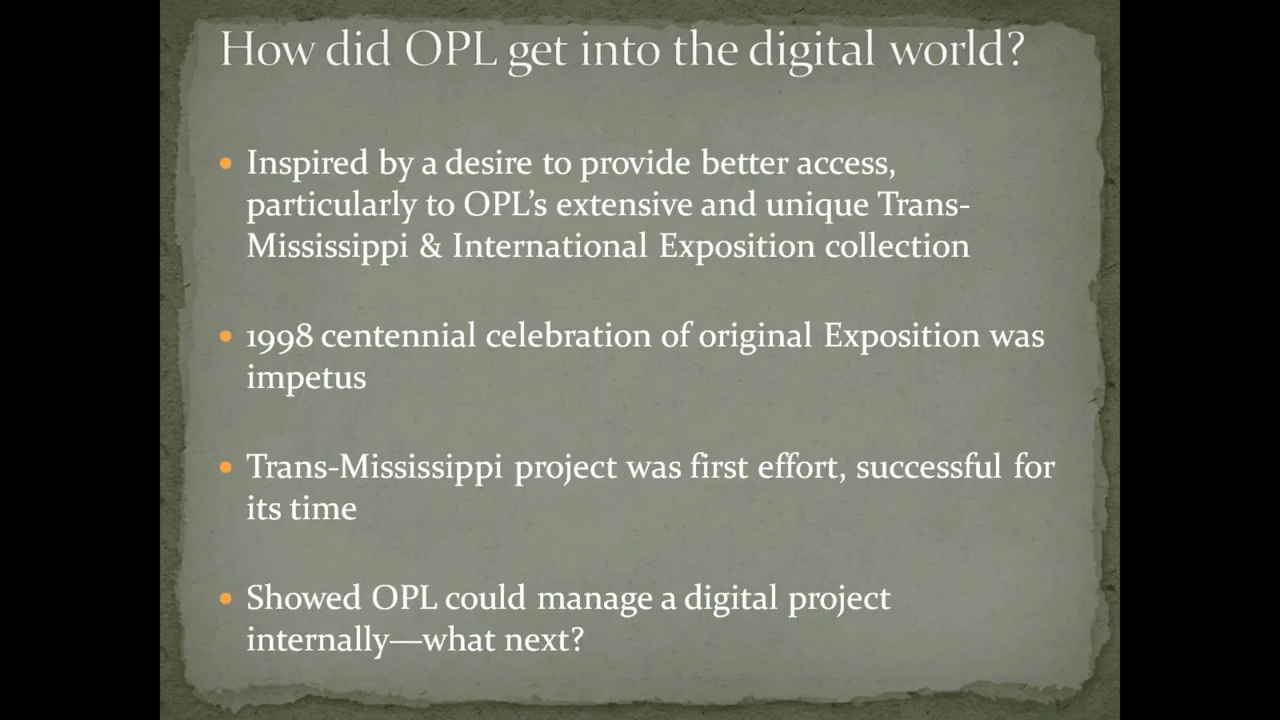 How did OPL get into the digital world?
• Inspired by a desire to provide better access,
particularly to OPL’s extensive and unique Trans-
Mississippi & International Exposition collection
• 1998 centennial celebration of original Exposition was
impetus
• Trans-Mississippi project was first effort, successful for
its time
• Showed OPL could manage a digital project
internally—what next?